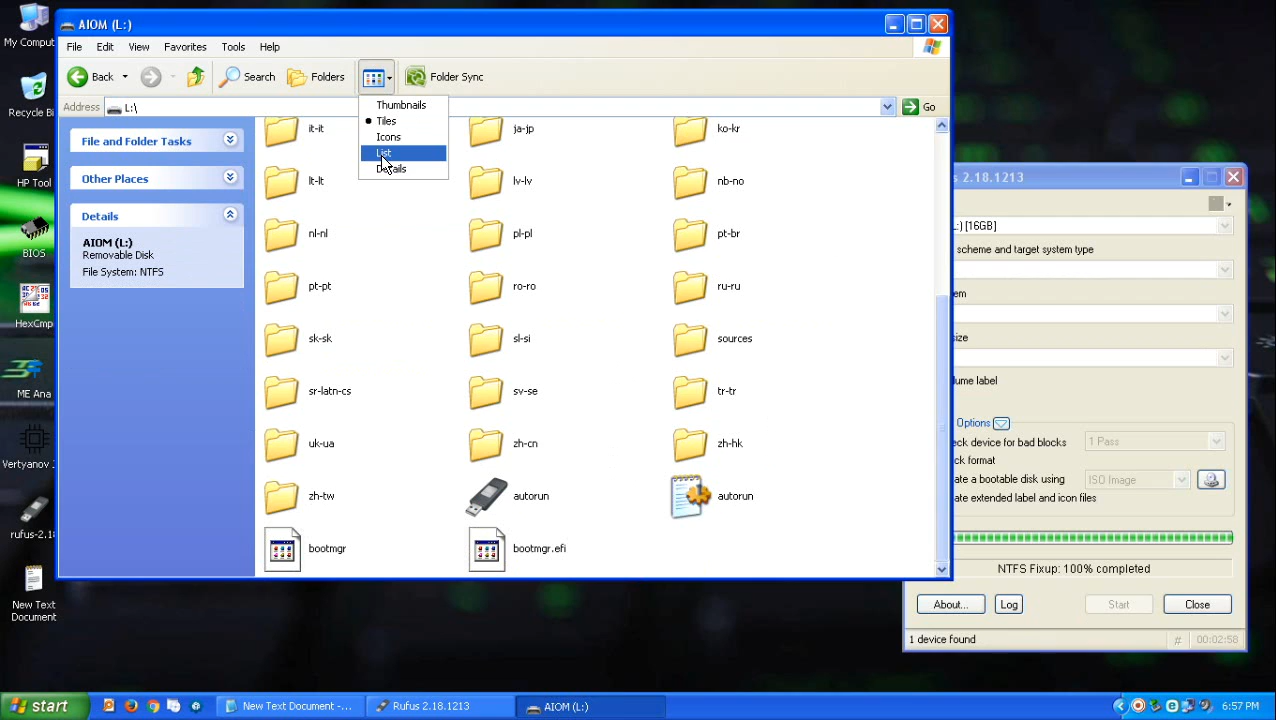 My Comput
Recycle Bi
HP Tool
BIOS
HexCmp
ME Ana
Vertyanov J
rufus-2.18
New Text
Document
AIOM (L:)
File Edit View Favorites Tools Help
Back Search Folders Folder Sync
Address L:\ Go
Thumbnails
Tiles
Icons
List
Details
File and Folder Tasks
Other Places
Details
AIOM (L:)
Removable Disk
File System: NTFS
it-it ja-jp ko-kr
lt-lt lv-lv nb-no
nl-nl pl-pl pt-br
pt-pt ro-ro ru-ru
sk-sk sl-si sources
sr-latn-cs sv-se tr-tr
uk-ua zh-cn zh-hk
zh-tw autorun autorun
bootmgr bootmgr.efi
s 2.18.1213
L:) [16GB]
scheme and target system type
em
size
ume label
Options
eck device for bad blocks 1 Pass
ck format
ate a bootable disk using ISO Image
ate extended label and icon files
NTFS Fixup: 100% completed
About... Log Start Close
1 device found # 00:02:58
start New Text Document -... Rufus 2.18.1213 AIOM (L:) 6:57 PM